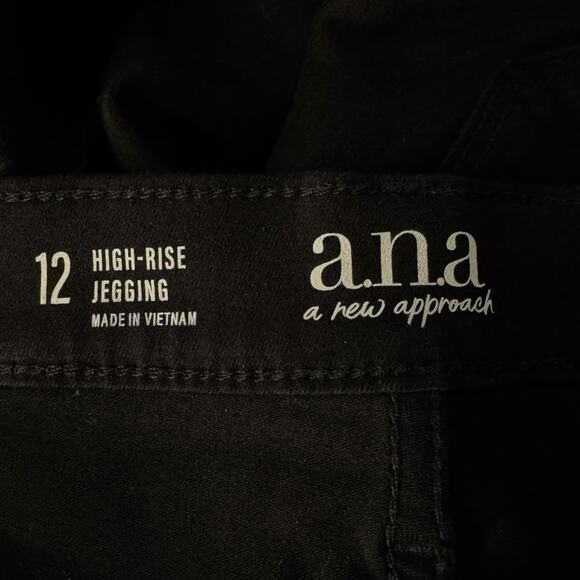 12
HIGH-RISE
JEGGING
MADE IN VIETNAM
a.n.a
a new approach